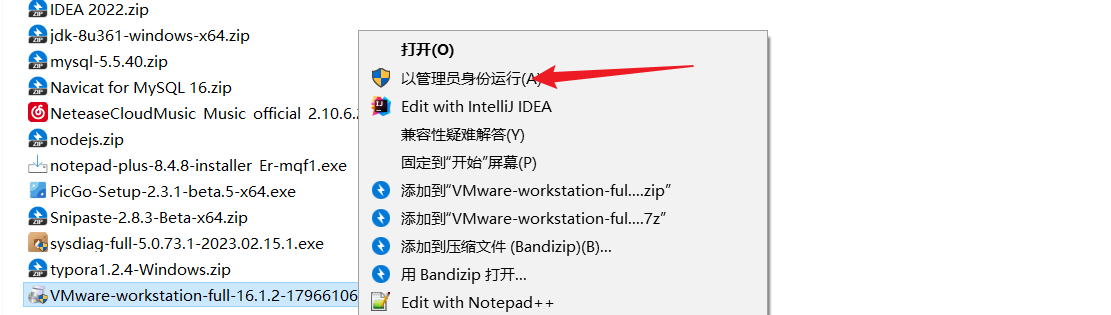 IDEA 2022.zip
jdk-8u361-windows-x64.zip
mysql-5.5.40.zip
Navicat for MySQL 16.zip
NeteaseCloudMusic Music official 2.10.6.
nodejs.zip
notepad-plus-8.4.8-installer Er-mqf1.exe
PicGo-Setup-2.3.1-beta.5-x64.exe
Snipaste-2.8.3-Beta-x64.zip
sysdiag-full-5.0.73.1-2023.02.15.1.exe
typora1.2.4-Windows.zip
VMware-workstation-full-16.1.2-17966106
打开(O)
以管理员身份运行(A)
Edit with IntelliJ IDEA
兼容性疑难解答(Y)
固定到“开始”屏幕(P)
添加到“VMware-workstation-ful....zip”
添加到“VMware-workstation-ful....7z”
添加到压缩文件 (Bandizip)(B)...
用 Bandizip 打开...
Edit with Notepad++